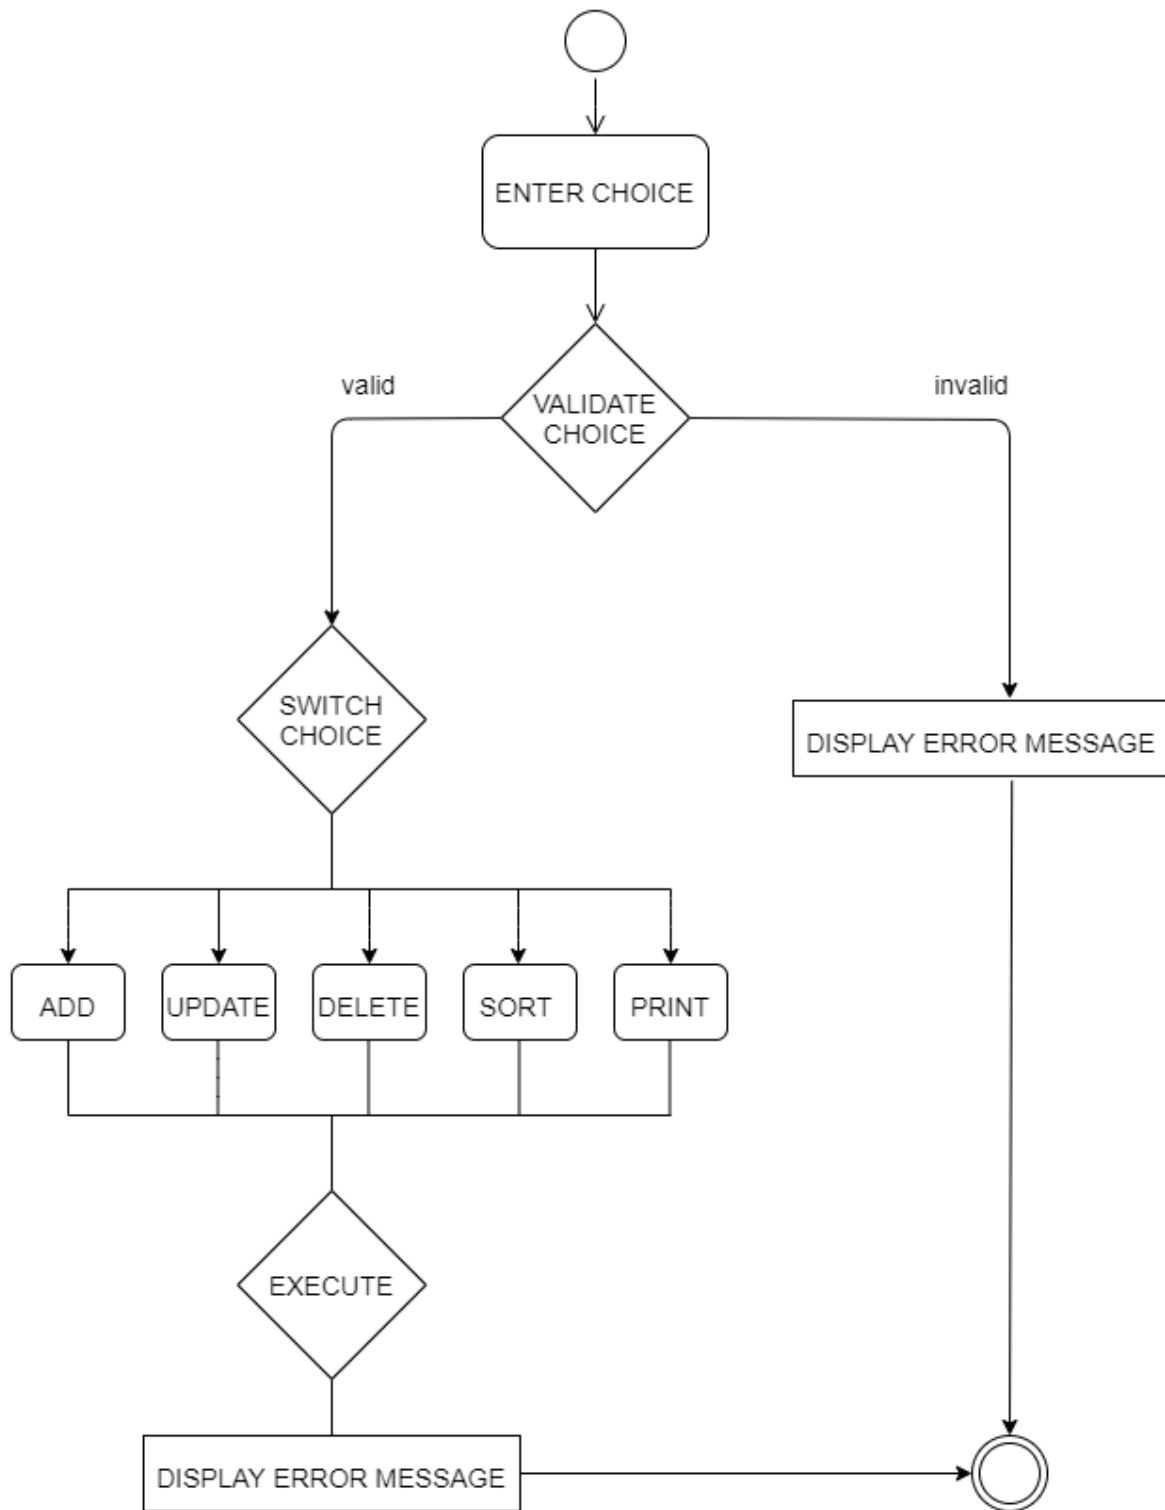 ENTER CHOICE
valid
invalid
VALIDATE
CHOICE
SWITCH
CHOICE
DISPLAY ERROR MESSAGE
ADD
UPDATE
DELETE
SORT
PRINT
EXECUTE
DISPLAY ERROR MESSAGE